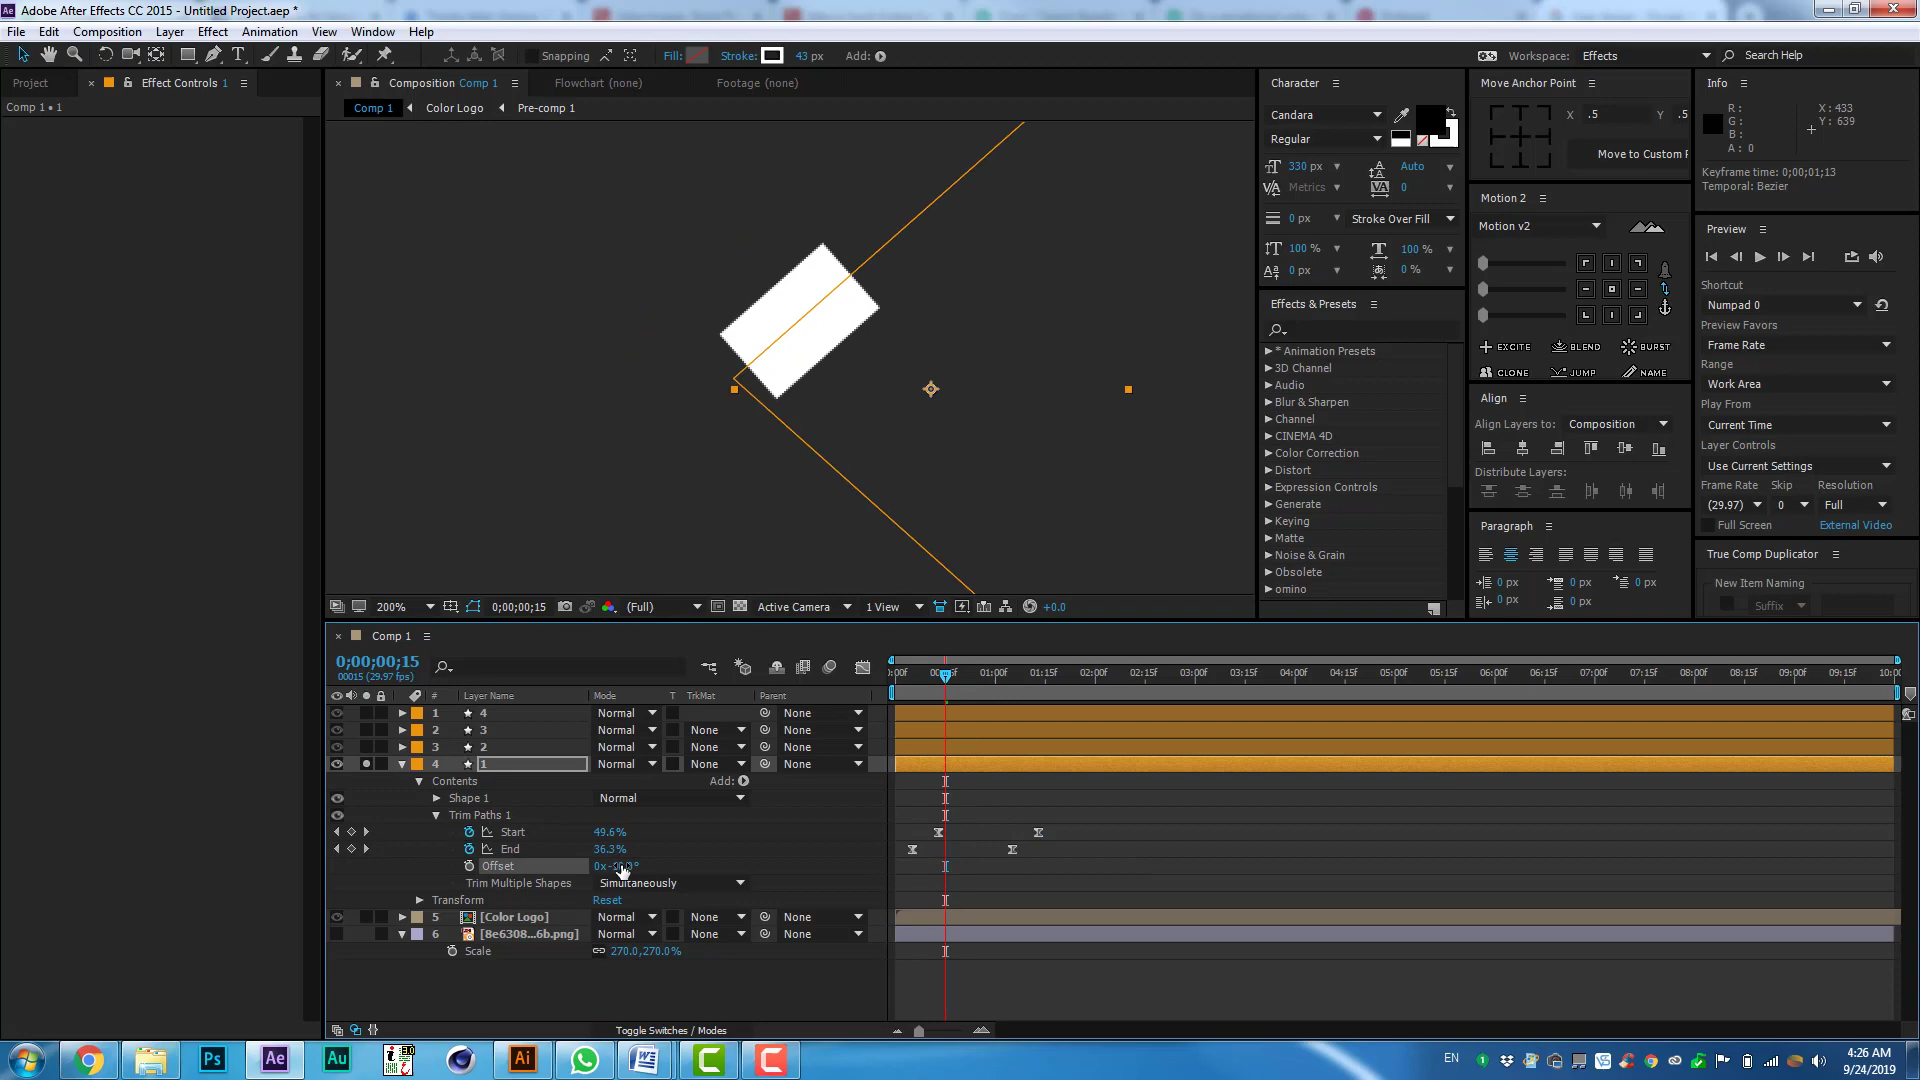 Adobe After Effects CC 2015 - Untitled Project.aep *
File Edit Composition Layer Effect Animation View Window Help
Snapping Fill: Stroke: 43 px Add: Workspace: Effects Search Help
Project Effect Controls 1 Composition Comp 1 Flowchart (none) Footage (none)
Comp 1 • 1
Comp 1 Color Logo Pre-comp 1
Character
Candara
Regular
330 px Auto
Metrics 0
0 px Stroke Over Fill
100 % 100 %
0 px 0 %
Effects & Presets
* Animation Presets
3D Channel
Audio
Blur & Sharpen
Channel
CINEMA 4D
Color Correction
Distort
Expression Controls
Generate
Keying
Matte
Noise & Grain
Obsolete
omino
Move Anchor Point
X .5 Y .5
Move to Custom P
Motion 2
Motion v2
EXCITE BLEND BURST
CLONE JUMP NAME
Align
Align Layers to: Composition
Distribute Layers:
Paragraph
0 px 0 px 0 px
0 px 0 px
Info
R: X: 433
G: Y: 639
B:
A: 0
Keyframe time: 0;00;01;13
Temporal: Bezier
Preview
Shortcut
Numpad 0
Preview Favors
Frame Rate
Range
Work Area
Play From
Current Time
Layer Controls
Use Current Settings
Frame Rate Skip Resolution
(29.97) 0 Full
Full Screen External Video
True Comp Duplicator
New Item Naming
Suffix
200% 0;00;00;15 (Full) Active Camera 1 View +0.0
Comp 1
0;00;00;15
00015 (29.97 fps)
:00f 01:00f 01:15f 02:00f 02:15f 03:00f 03:15f 04:00f 04:15f 05:00f 05:15f 06:00f 06:15f 07:00f 07:15f 08:00f 08:15f 09:00f 09:15f 10:00
# Layer Name Mode T TrkMat Parent
1 4 Normal None
2 3 Normal None None
3 2 Normal None None
4 1 Normal None None
Contents Add:
Shape 1 Normal
Trim Paths 1
Start 49.6%
End 36.3%
Offset
Trim Multiple Shapes Simultaneously
Transform Reset
5 [Color Logo] Normal None None
6 [8e6308...6b.png] Normal None None
Scale 270.0,270.0%
Toggle Switches / Modes
Ps Ae Au Ai
EN
4:26 AM
9/24/2019